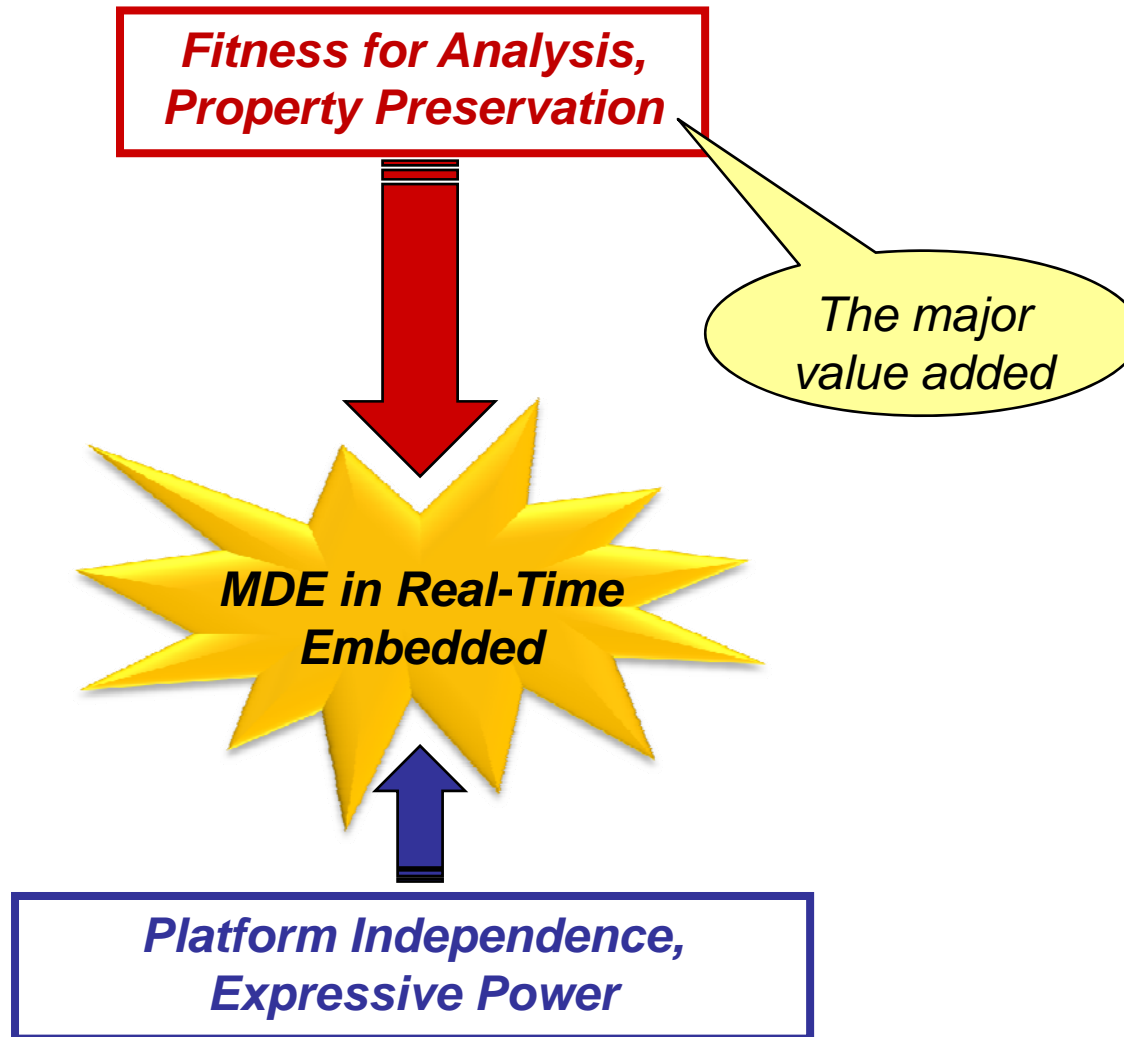 Fitness for Analysis,
Property Preservation
The major
value added
MDE in Real-Time
Embedded
Platform Independence,
Expressive Power